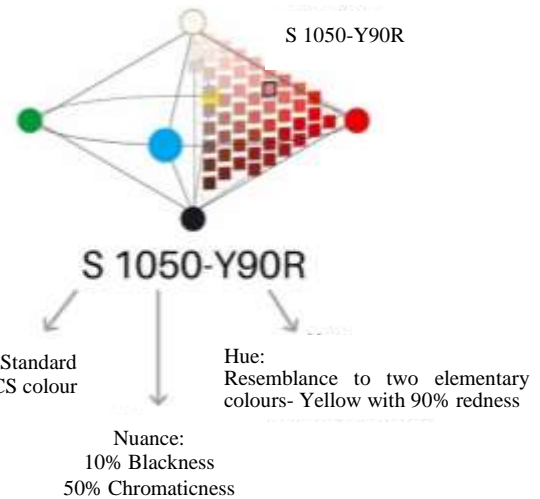 S 1050-Y90R
S 1050-Y90R
Standard
CS colour
Hue:
Resemblance to two elementary
colours- Yellow with 90% redness
Nuance:
10% Blackness
50% Chromaticness